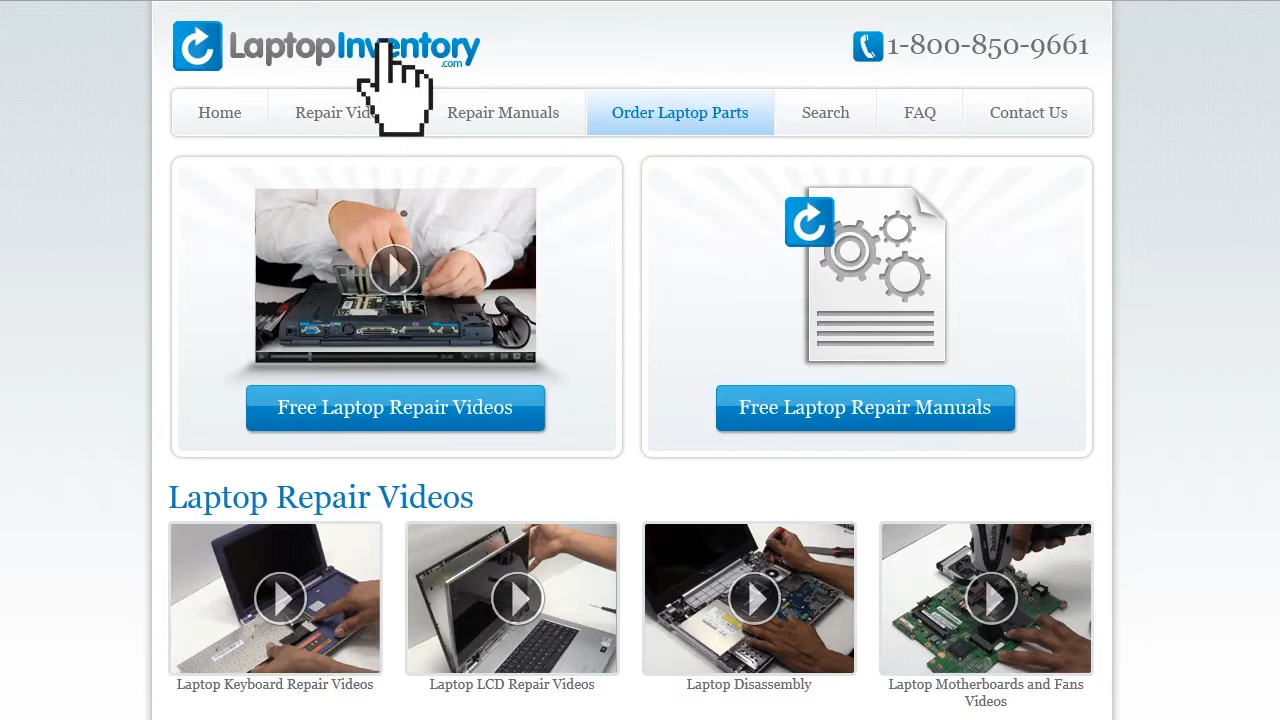 LaptopInventory
.com
1-800-850-9661
Home
Repair
Repair Manuals
Order Laptop Parts
Search
FAQ
Contact Us
Free Laptop Repair Videos
Free Laptop Repair Manuals
Laptop Repair Videos
Laptop Keyboard Repair Videos
Laptop LCD Repair Videos
Laptop Disassembly
Laptop Motherboards and Fans
Videos